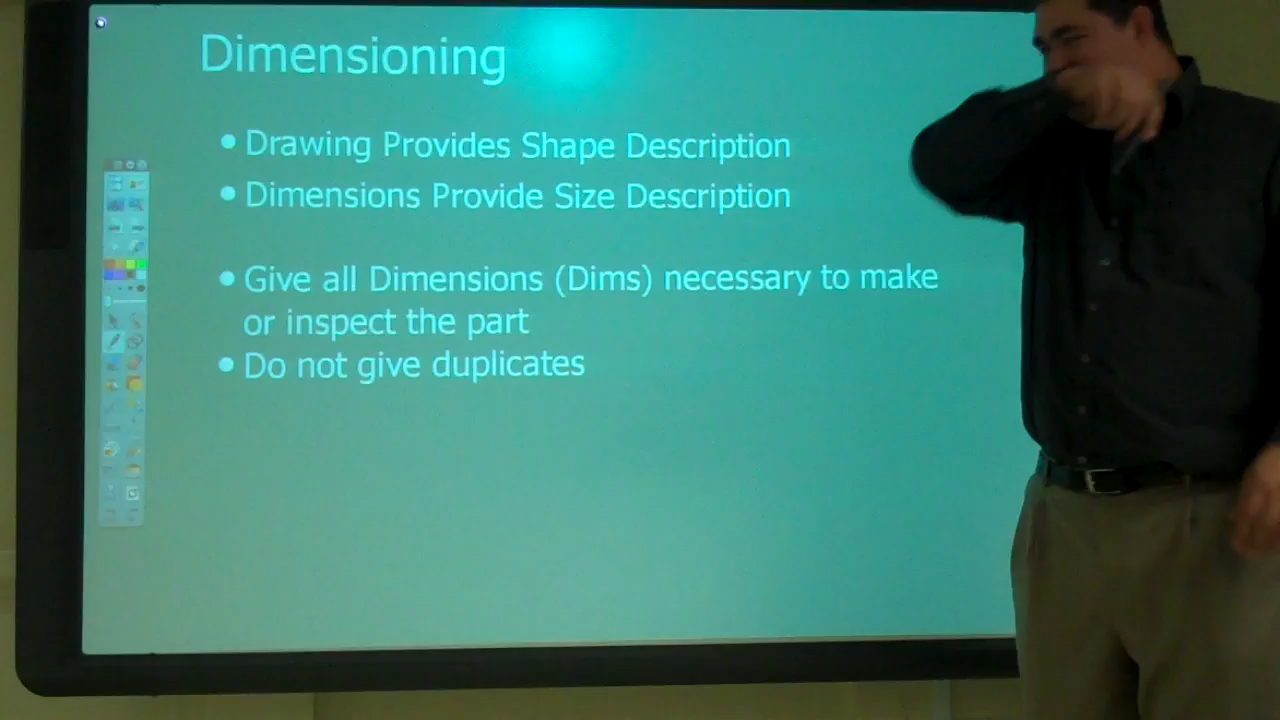 Dimensioning
• Drawing Provides Shape Description
• Dimensions Provide Size Description
• Give all Dimensions (Dims) necessary to make
or inspect the part
• Do not give duplicates